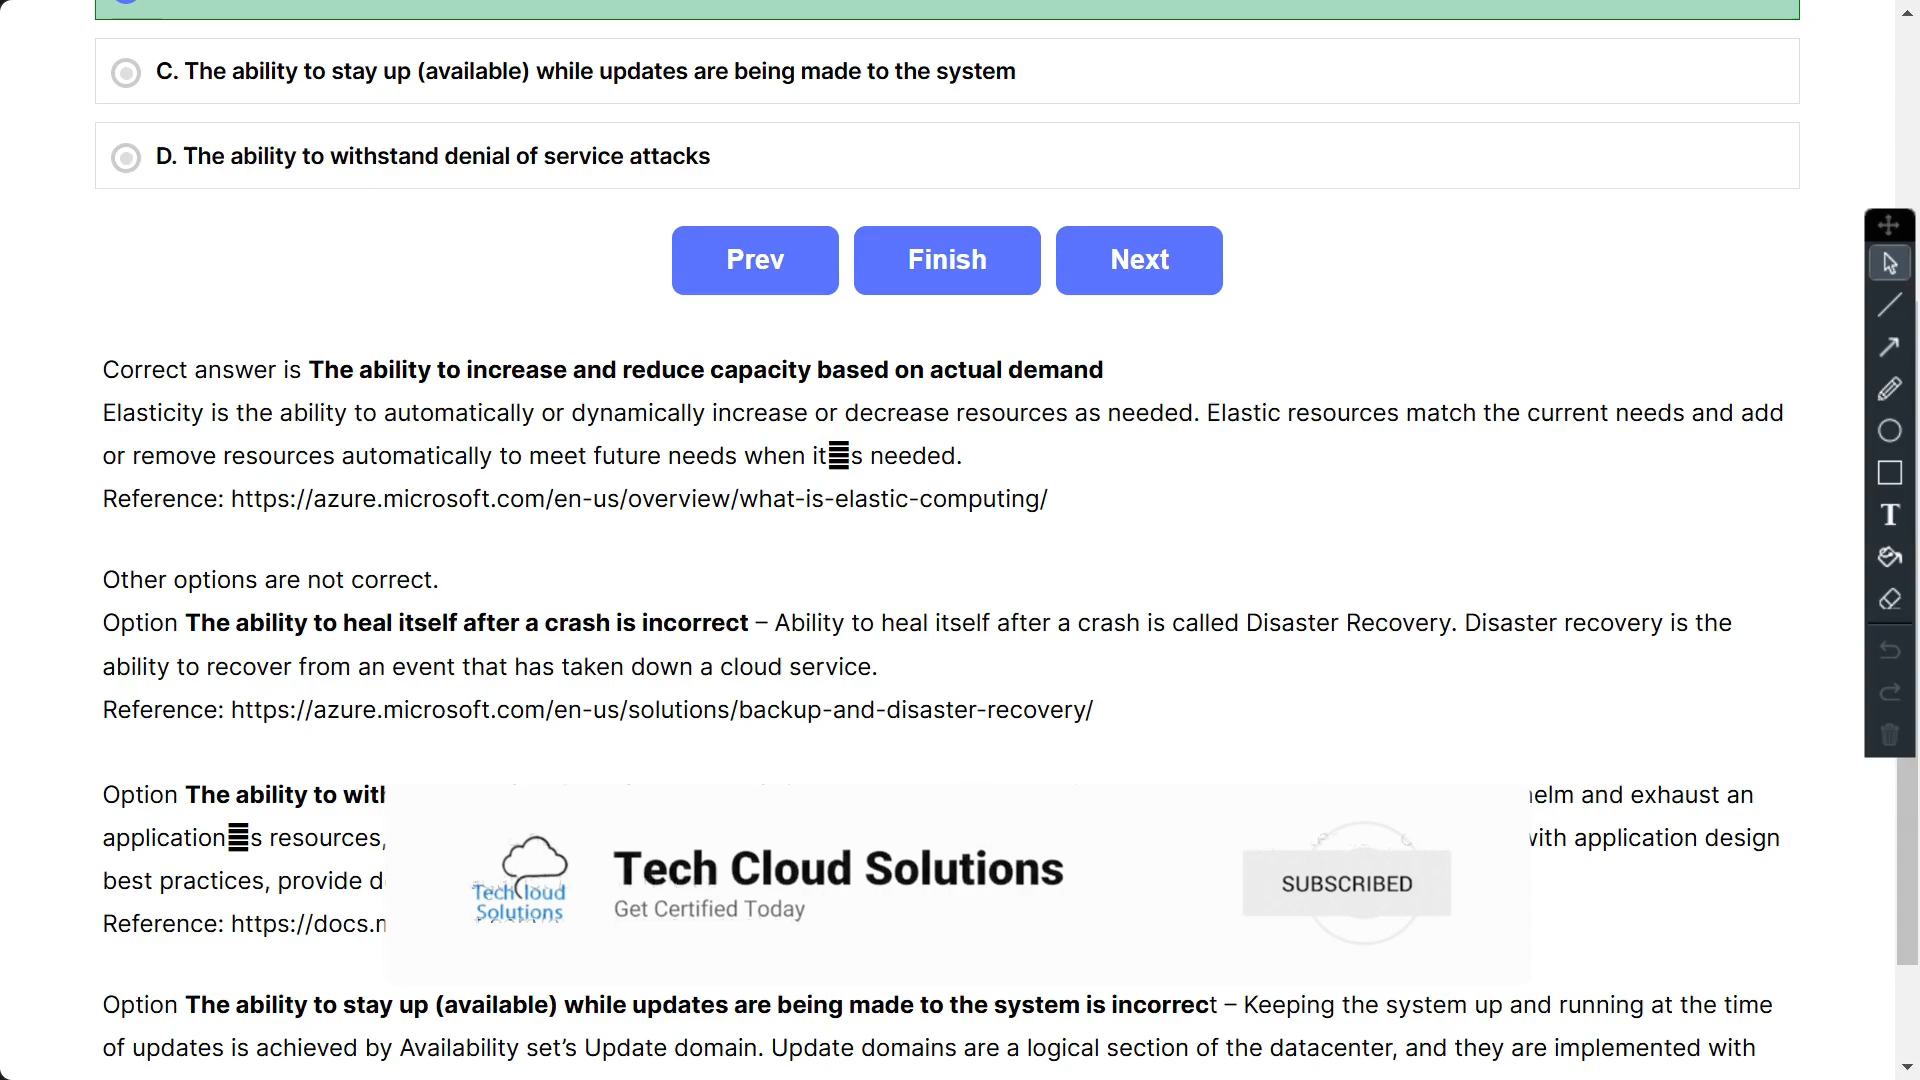 C. The ability to stay up (available) while updates are being made to the system
D. The ability to withstand denial of service attacks
Prev
Finish
Next
Correct answer is The ability to increase and reduce capacity based on actual demand
Elasticity is the ability to automatically or dynamically increase or decrease resources as needed. Elastic resources match the current needs and add
or remove resources automatically to meet future needs when it s needed.
Reference: https://azure.microsoft.com/en-us/overview/what-is-elastic-computing/
Other options are not correct.
Option The ability to heal itself after a crash is incorrect – Ability to heal itself after a crash is called Disaster Recovery. Disaster recovery is the
ability to recover from an event that has taken down a cloud service.
Reference: https://azure.microsoft.com/en-us/solutions/backup-and-disaster-recovery/
Option The ability to and exhaust an
application s resources, with application design
best practices, provide
Reference: https://docs.
Tech Cloud Solutions
Get Certified Today
Tech loud
Solutions
SUBSCRIBED
Option The ability to stay up (available) while updates are being made to the system is incorrect – Keeping the system up and running at the time
of updates is achieved by Availability set’s Update domain. Update domains are a logical section of the datacenter, and they are implemented with
T